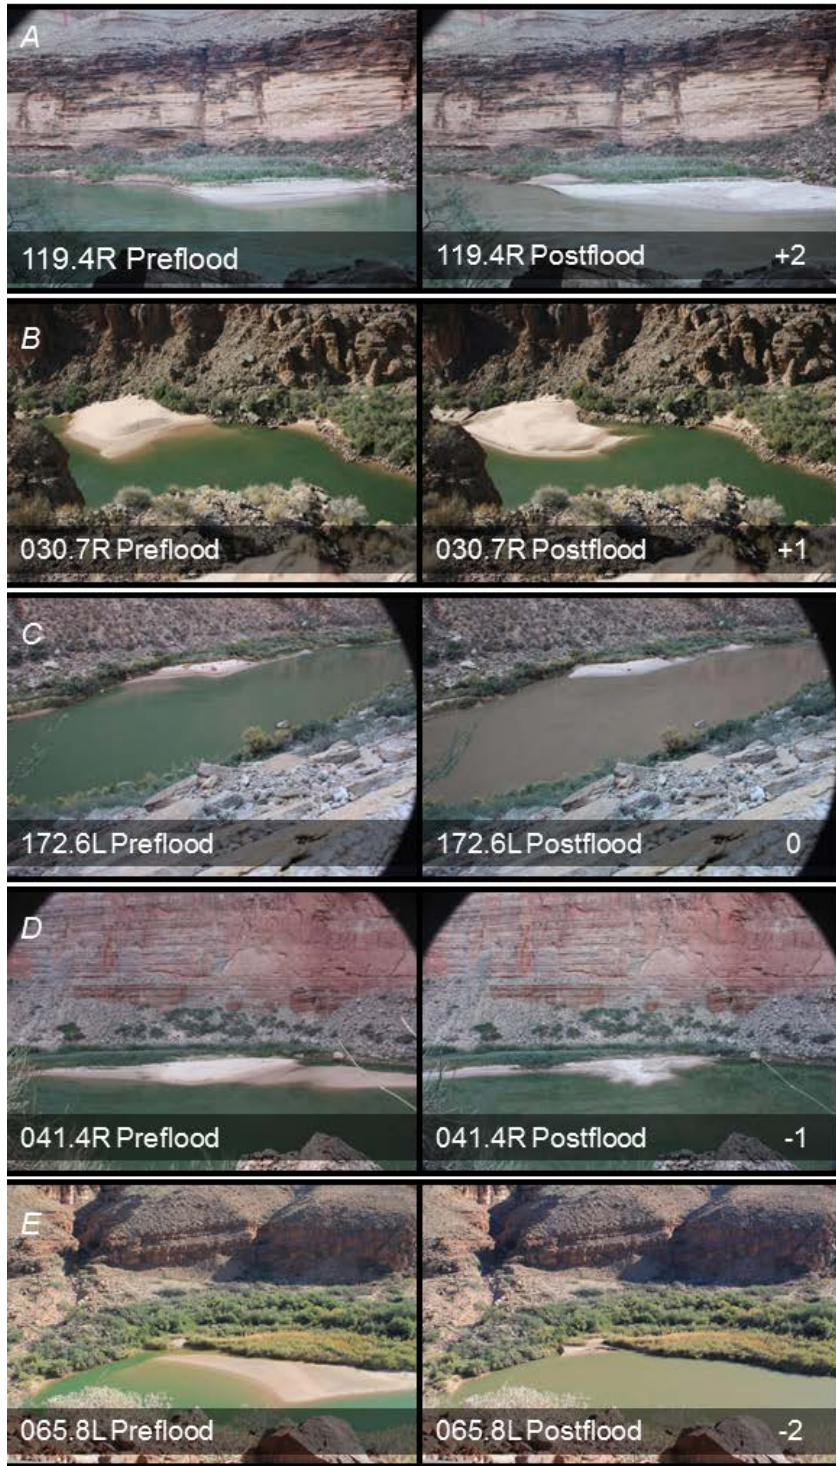 A
119.4R Preflood
119.4R Postflood +2
B
030.7R Preflood
030.7R Postflood +1
C
172.6L Preflood
172.6L Postflood 0
D
041.4R Preflood
041.4R Postflood -1
E
065.8L Preflood
065.8L Postflood -2